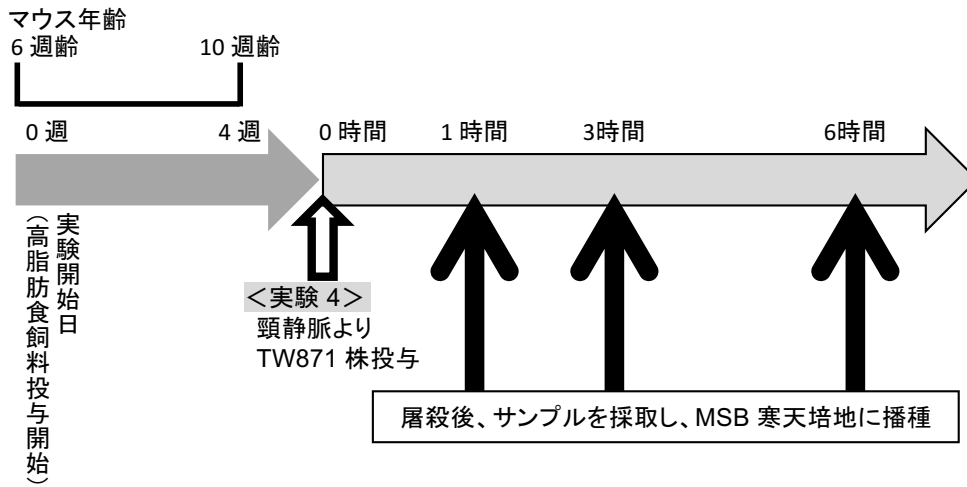 マウス年齢
6 週齢 10 週齢
0 週 4 週 0 時間 1 時間 3時間 6時間
実験開始日
（高脂肪食飼料投与開始）
＜実験 4＞
頸静脈より
TW871 株投与
屠殺後、サンプルを採取し、MSB 寒天培地に播種